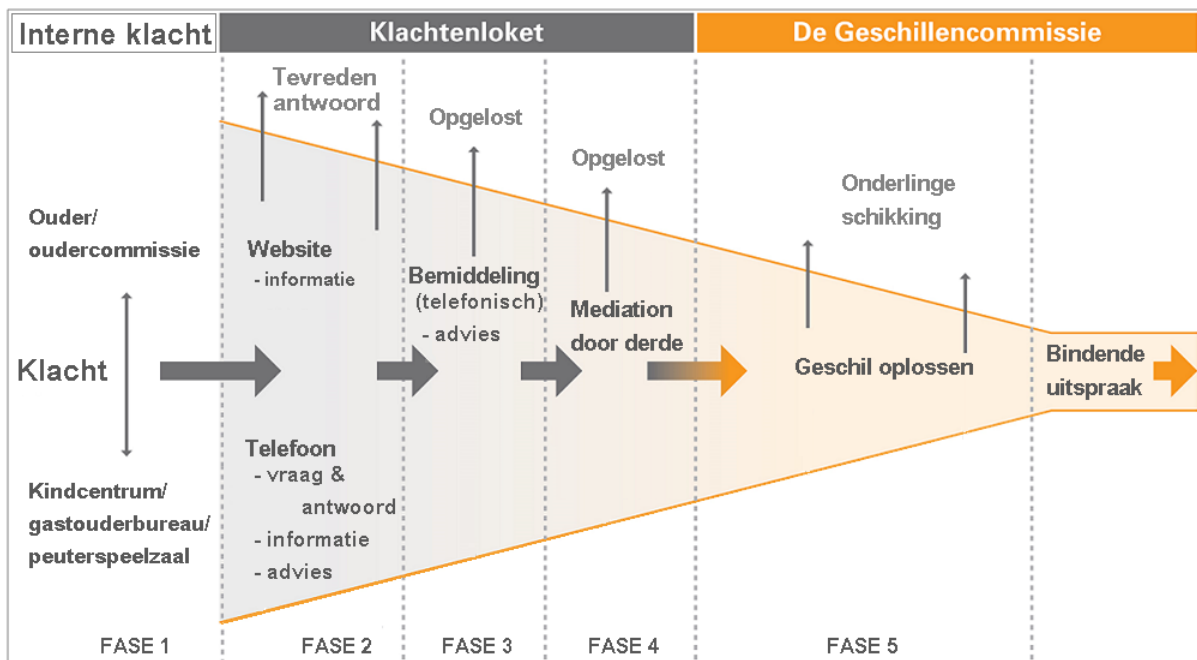 Interne klacht
Klachtenloket
De Geschillencommissie
Ouder/
oudercommissie
Klacht
Kindcentrum/
gastouderbureau/
peuterspeelzaal
Tevreden
antwoord
Website
- informatie
Telefoon
- vraag &
antwoord
- informatie
- advies
Opgelost
Bemiddeling
(telefonisch)
- advies
Opgelost
Mediation
door derde
Onderlinge
schikking
Geschil oplossen
Bindende
uitspraak
FASE 1
FASE 2
FASE 3
FASE 4
FASE 5